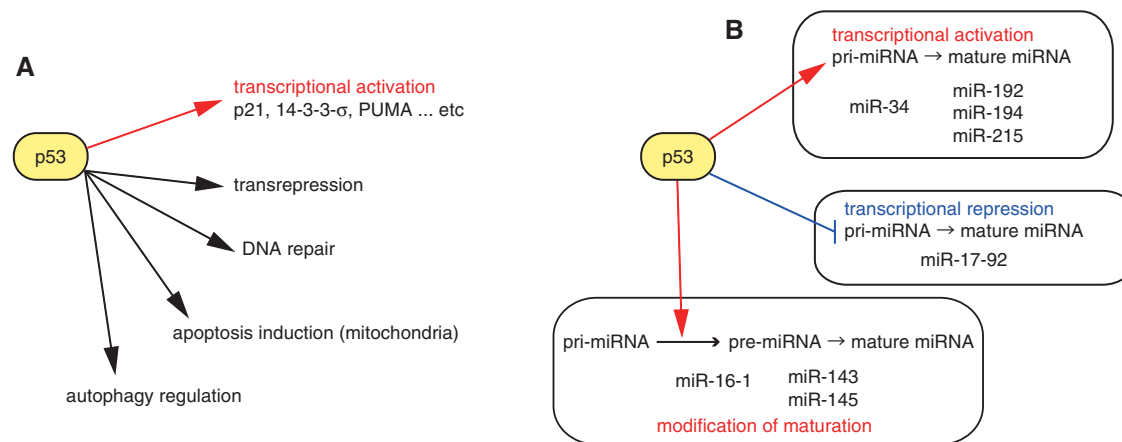 A
transcriptional activation
p21, 14-3-3-σ, PUMA ... etc
p53
transrepression
DNA repair
apoptosis induction (mitochondria)
autophagy regulation
B
transcriptional activation
pri-miRNA → mature miRNA
miR-34
miR-192
miR-194
miR-215
p53
transcriptional repression
pri-miRNA → mature miRNA
miR-17-92
pri-miRNA → pre-miRNA → mature miRNA
miR-16-1
miR-143
miR-145
modification of maturation